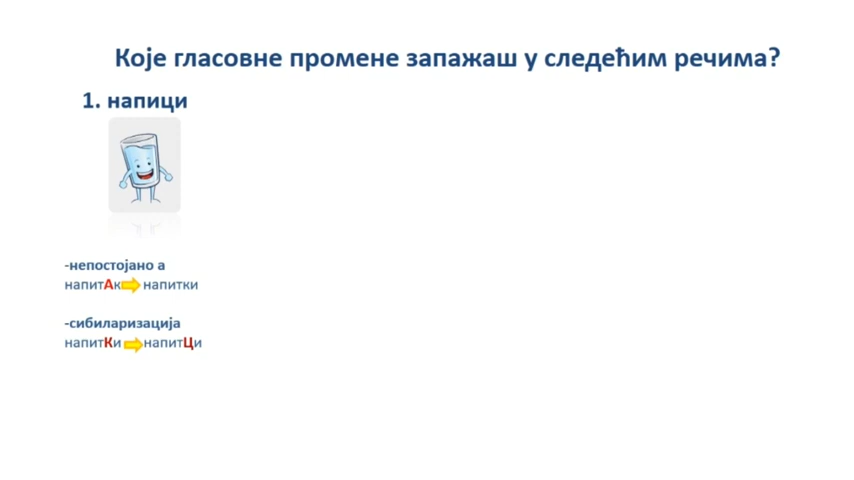 Које гласовне промене запажаш у следећим речима?
1. напици
-непостојано а
напитАк напитки
-сибиларизација
напитКи напитЦи